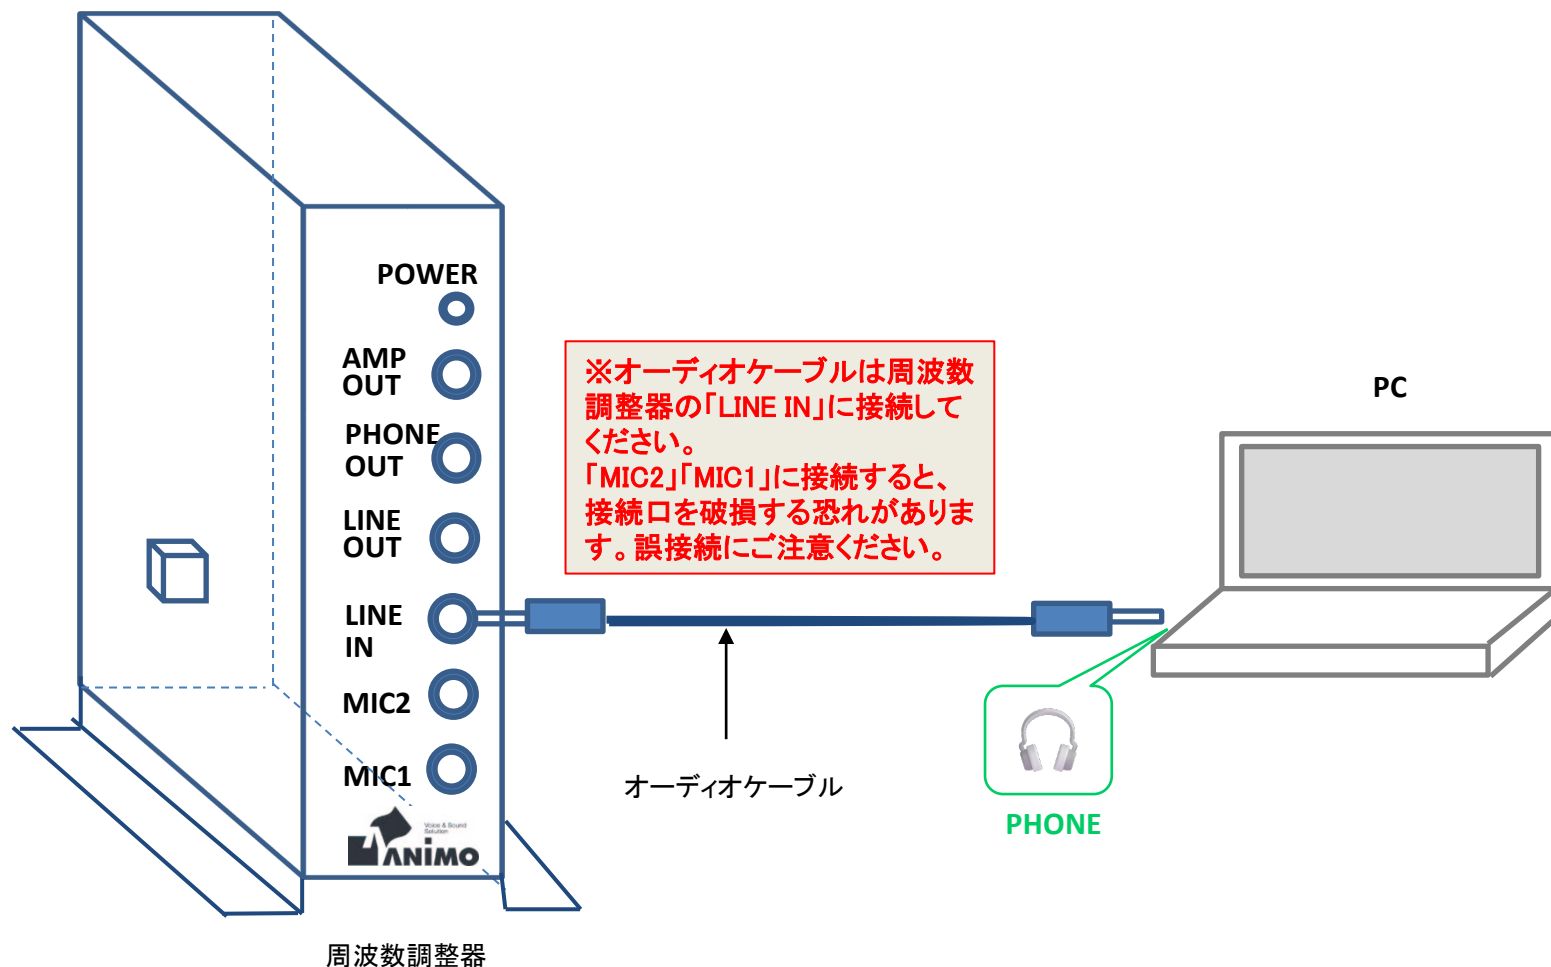 POWER
AMP
OUT
PHONE
OUT
LINE
OUT
LINE
IN
MIC2
MIC1
Voice & Sound
Solution
ANIMO
周波数調整器
※オーディオケーブルは周波数
調整器の「LINE IN」に接続して
ください。
「MIC2」「MIC1」に接続すると、
接続口を破損する恐れがありま
す。誤接続にご注意ください。
オーディオケーブル
PC
PHONE